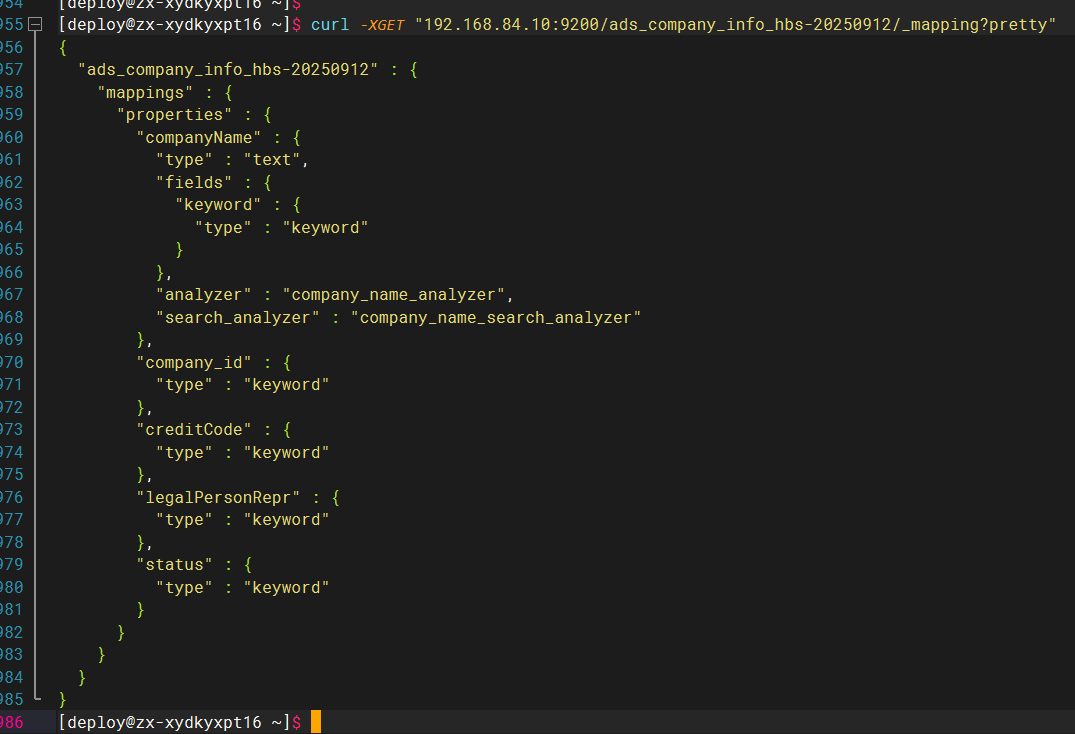 954 [deploy@zx-xydkyxpt16 ~]$
955 [deploy@zx-xydkyxpt16 ~]$ curl -XGET "192.168.84.10:9200/ads_company_info_hbs-20250912/_mapping?pretty"
956 {
957   "ads_company_info_hbs-20250912" : {
958     "mappings" : {
959       "properties" : {
960         "companyName" : {
961           "type" : "text",
962           "fields" : {
963             "keyword" : {
964               "type" : "keyword"
965             }
966           },
967           "analyzer" : "company_name_analyzer",
968           "search_analyzer" : "company_name_search_analyzer"
969         },
970         "company_id" : {
971           "type" : "keyword"
972         },
973         "creditCode" : {
974           "type" : "keyword"
975         },
976         "legalPersonRepr" : {
977           "type" : "keyword"
978         },
979         "status" : {
980           "type" : "keyword"
981         }
982       }
983     }
984   }
985 }
986 [deploy@zx-xydkyxpt16 ~]$